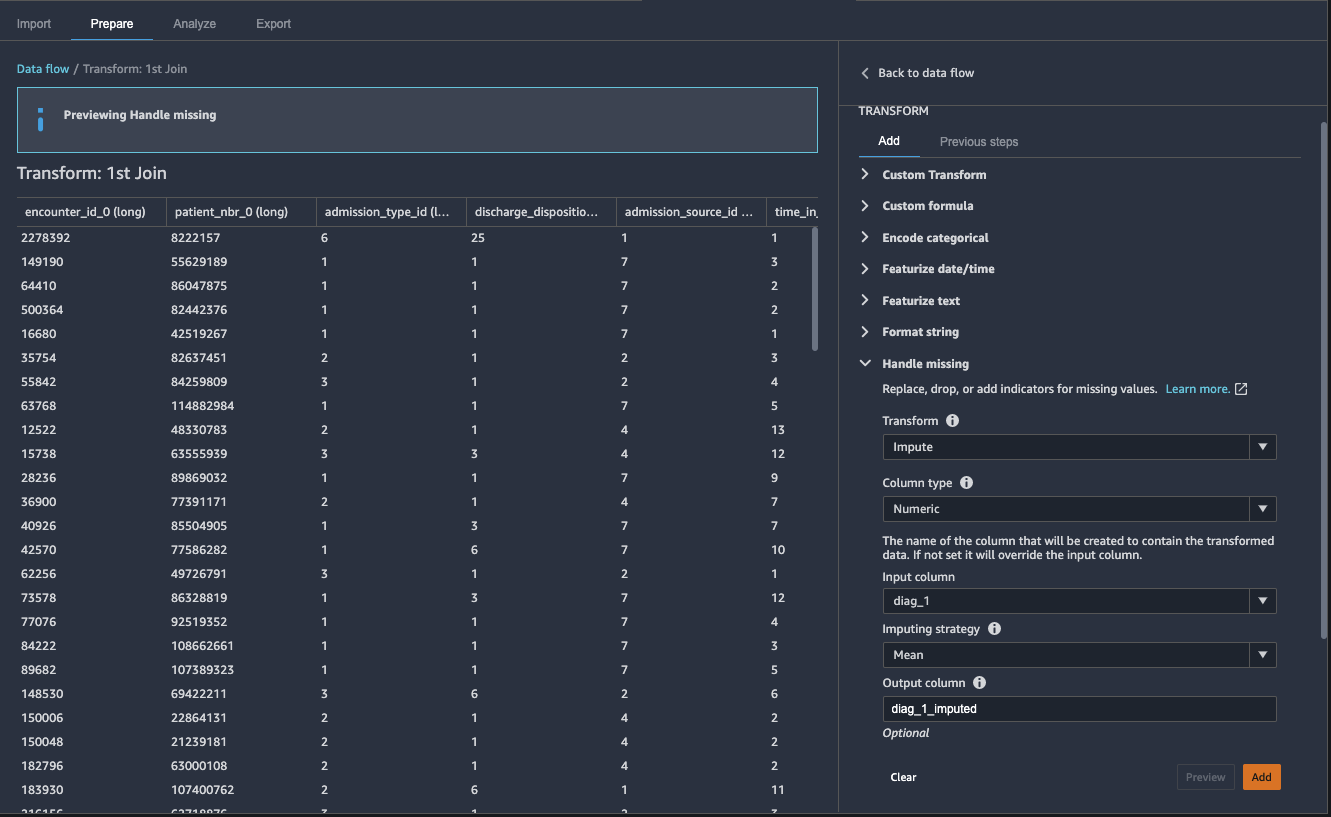 Import Prepare Analyze Export
Data flow / Transform: 1st Join
Previewing Handle missing
Transform: 1st Join
encounter_id_0 (long) patient_nbr_0 (long) admission_type_id (l... discharge_dispositio... admission_source_id ... time_in_
2278392 8222157 6 25 1 1
149190 55629189 1 1 7 3
64410 86047875 1 1 7 2
500364 82442376 1 1 7 2
16680 42519267 1 1 7 1
35754 82637451 2 1 2 3
55842 84259809 3 1 2 4
63768 114882984 1 1 7 5
12522 48330783 2 1 4 13
15738 63555939 3 3 4 12
28236 89869032 1 1 7 9
36900 77391171 2 1 4 7
40926 85504905 1 3 7 7
42570 77586282 1 6 7 10
62256 49726791 3 1 2 1
73578 86328819 1 3 7 12
77076 92519352 1 1 7 4
84222 108662661 1 1 7 3
89682 107389323 1 1 7 5
148530 69422211 3 6 2 6
150006 22864131 2 1 4 2
150048 21239181 2 1 4 2
182796 63000108 2 1 4 2
183930 107400762 2 6 1 11
Back to data flow
TRANSFORM
Add Previous steps
Custom Transform
Custom formula
Encode categorical
Featurize date/time
Featurize text
Format string
Handle missing
Replace, drop, or add indicators for missing values. Learn more.
Transform
Impute
Column type
Numeric
The name of the column that will be created to contain the transformed
data. If not set it will override the input column.
Input column
diag_1
Imputing strategy
Mean
Output column
diag_1_imputed
Optional
Clear Preview Add